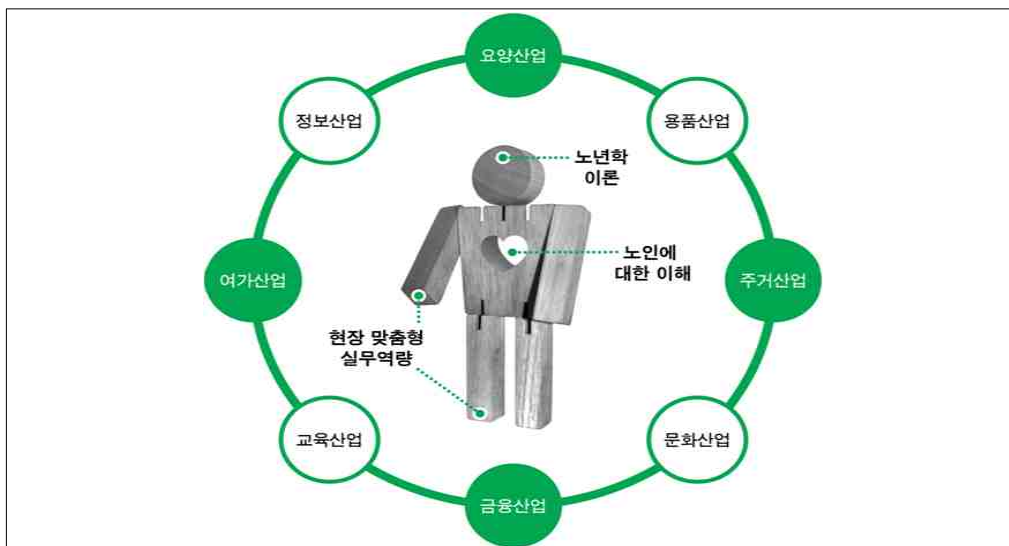 요양산업
정보산업
용품산업
노년학
이론
노인에
대한 이해
여가산업
주거산업
현장 맞춤형
실무역량
교육산업
문화산업
금융산업